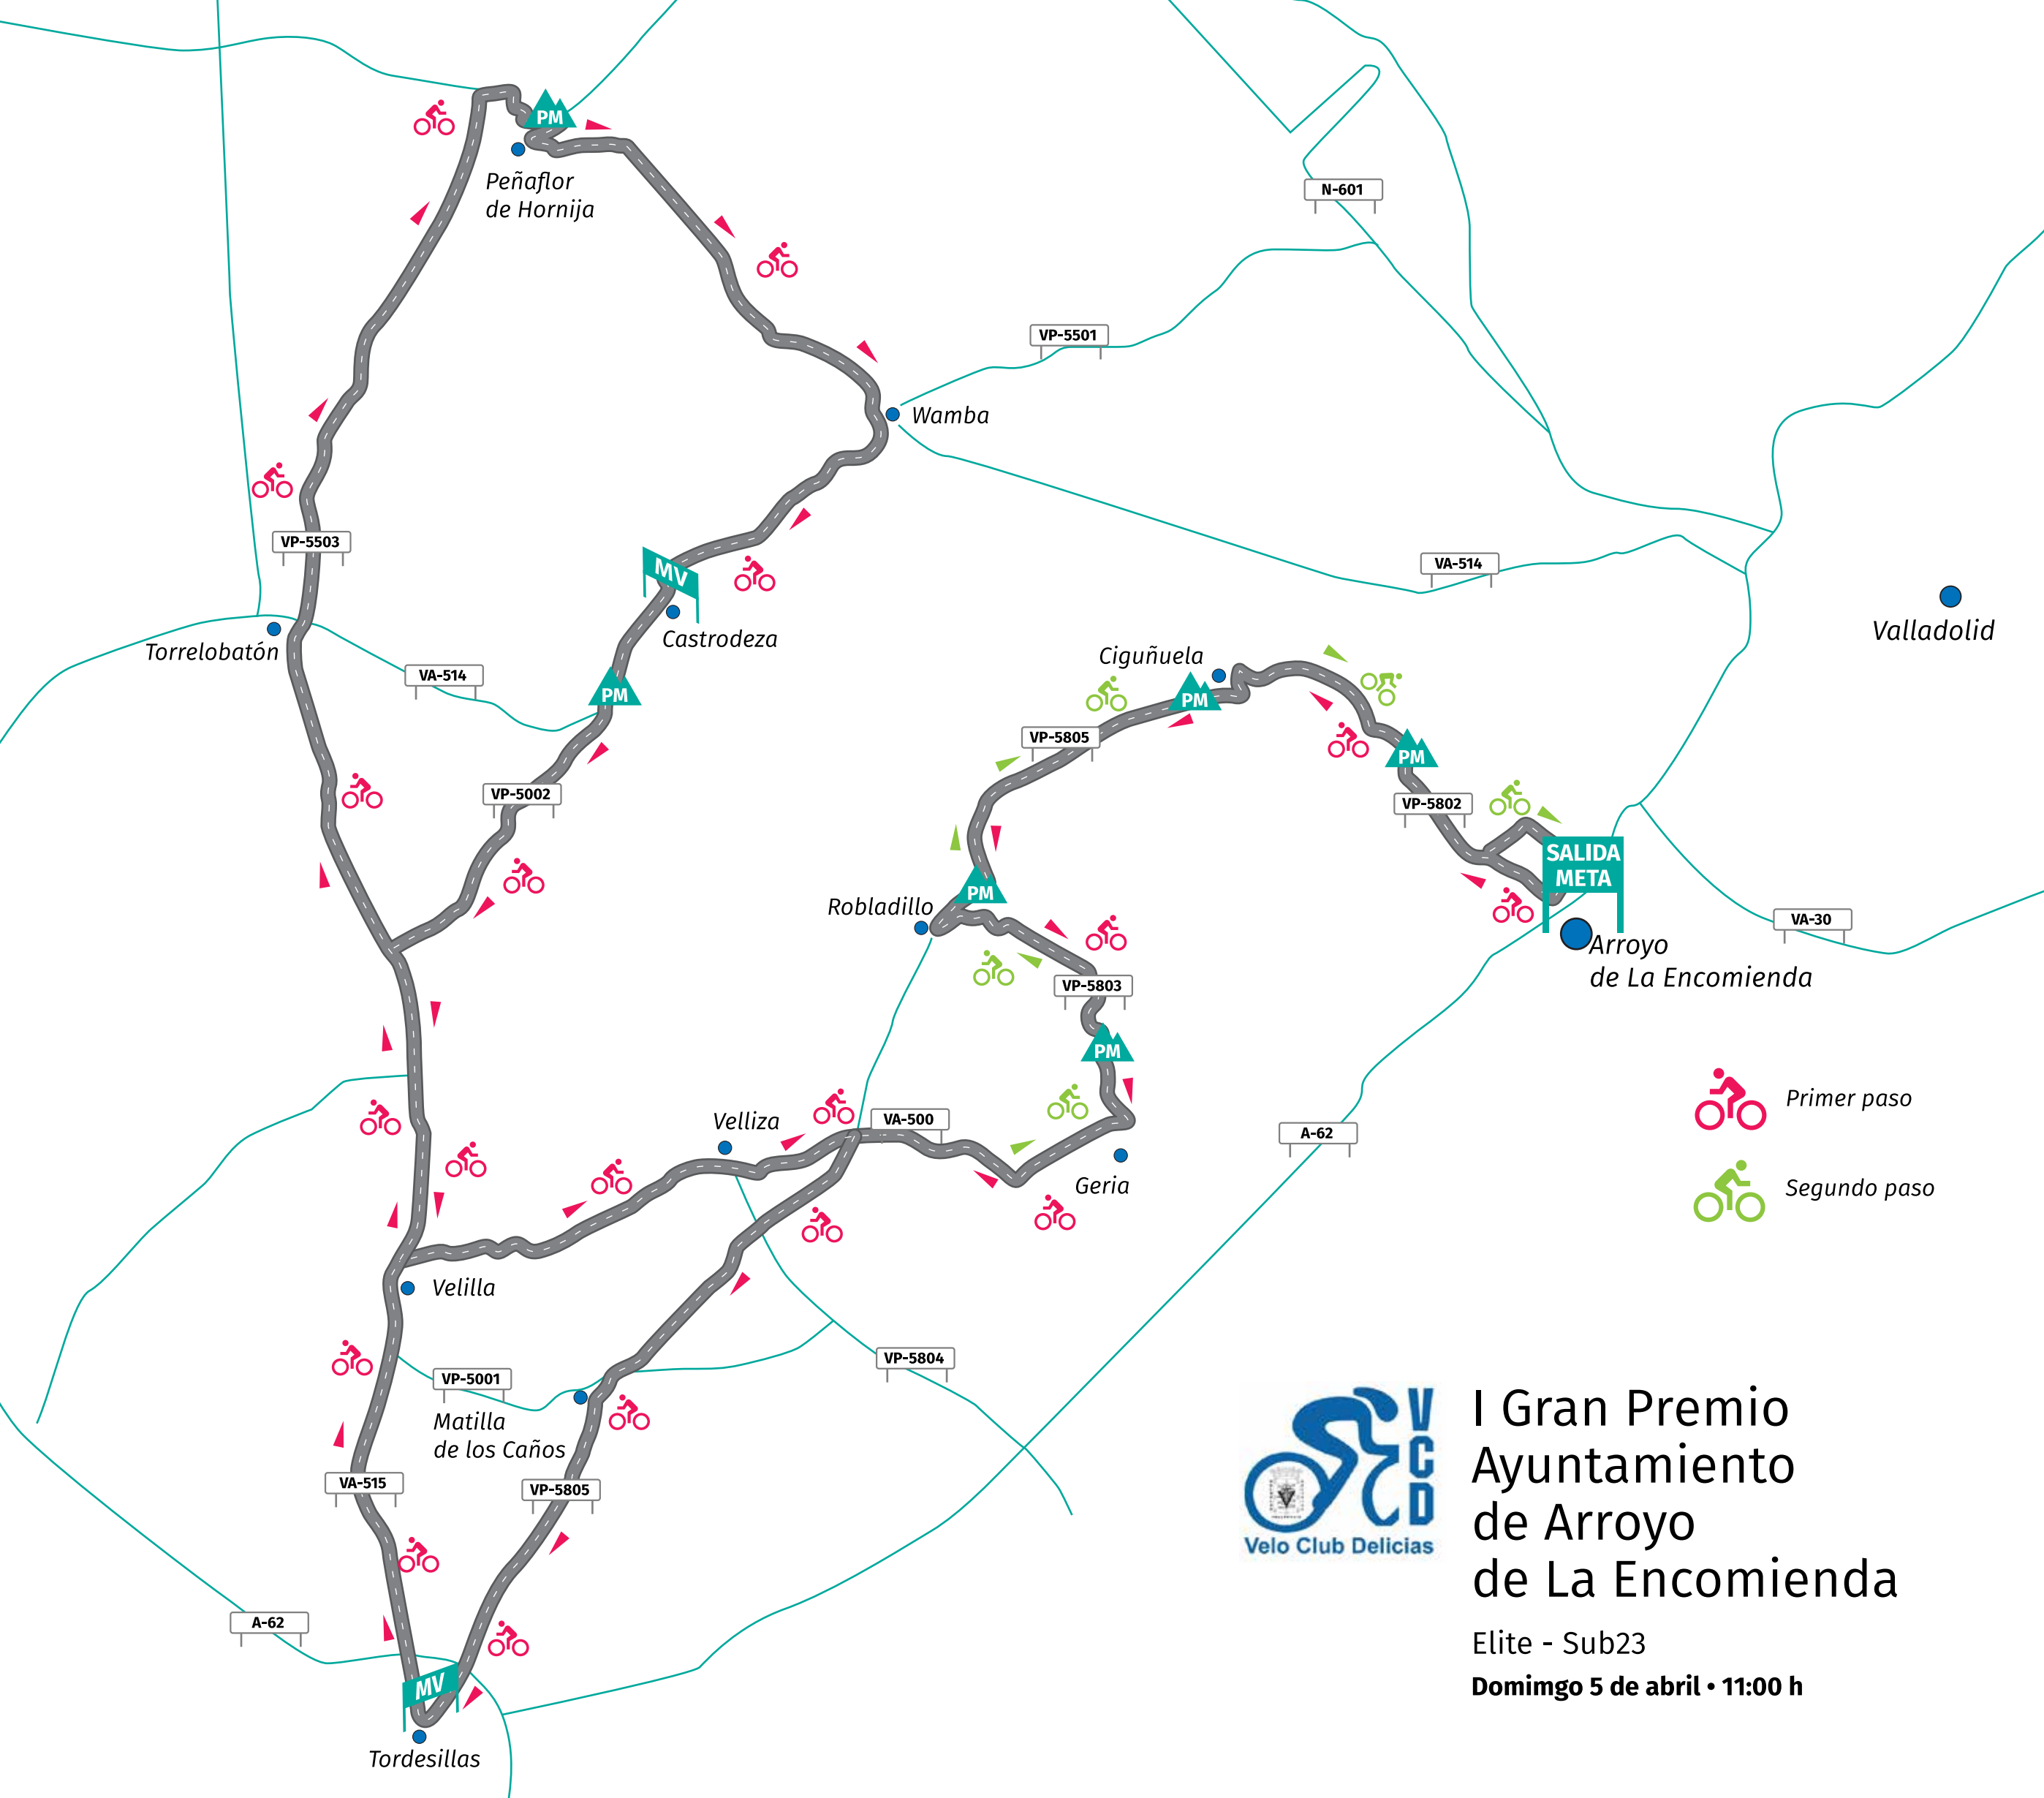 PM
Peñaflor
de Hornija
N-601
VP-5501
Wamba
VP-5503
MV
VA-514
Castrodeza
Valladolid
Torrelobatón
VA-514
PM
Ciguñuela
PM
VP-5805
PM
VP-5002
VP-5802
SALIDA
META
PM
Robladillo
VA-30
Arroyo
de La Encomienda
VP-5803
PM
Primer paso
Velliza
VA-500
A-62
Geria
Segundo paso
Velilla
VP-5804
VP-5001
Matilla
de los Caños
VA-515
VP-5805
VCD
Velo Club Delicias
I Gran Premio
Ayuntamiento
de Arroyo
de La Encomienda
Elite - Sub23
Domimgo 5 de abril • 11:00 h
A-62
MV
Tordesillas